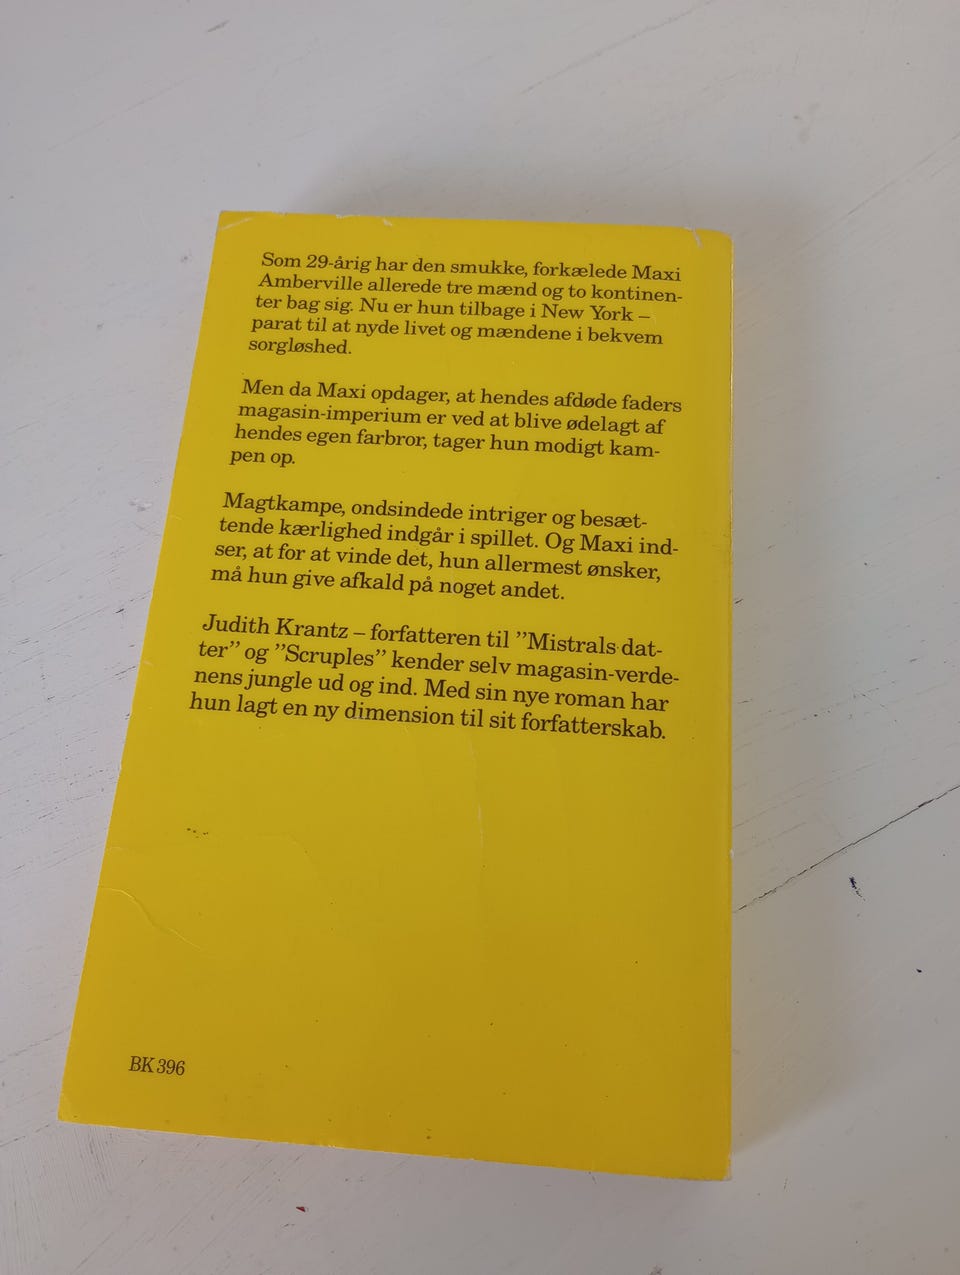 Som 29-årig har den smukke, forkælede Maxi
Amberville allerede tre mænd og to kontinen-
ter bag sig. Nu er hun tilbage i New York –
parat til at nyde livet og mændene i bekvem
sorgløshed.
Men da Maxi opdager, at hendes afdøde faders
magasin-imperium er ved at blive ødelagt af
hendes egen farbror, tager hun modigt kam-
pen op.
Magtkampe, ondsindede intriger og besæt-
tende kærlighed indgår i spillet. Og Maxi ind-
ser, at for at vinde det, hun allermest ønsker,
må hun give afkald på noget andet.
Judith Krantz – forfatteren til ”Mistrals dat-
ter” og ”Scruples” kender selv magasin-verde-
nens jungle ud og ind. Med sin nye roman har
hun lagt en ny dimension til sit forfatterskab.
BK 396